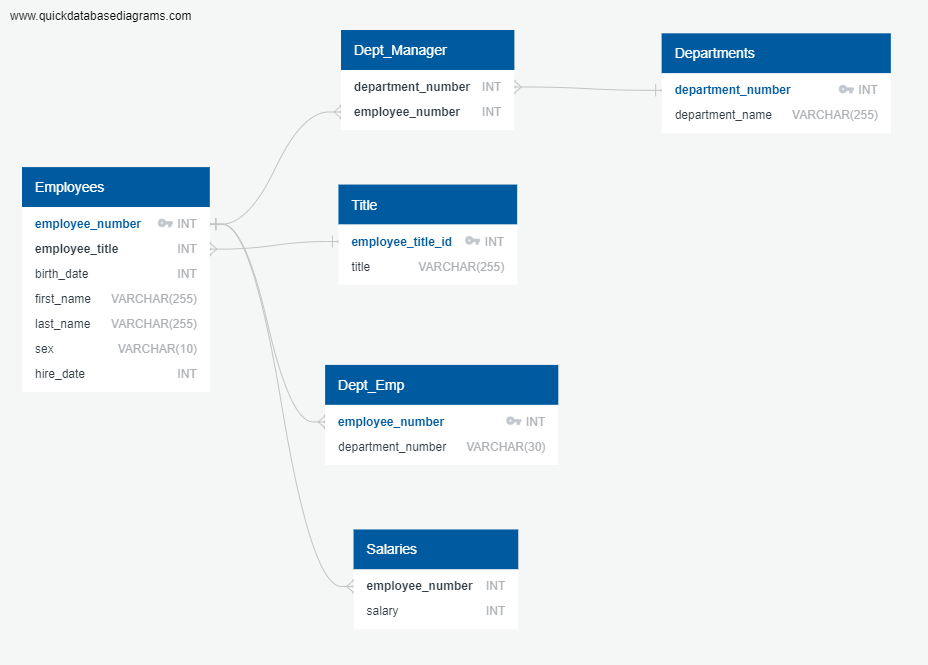 www.quickdatabasediagrams.com
Dept_Manager
department_number INT
employee_number INT
Departments
department_number INT
department_name VARCHAR(255)
Employees
employee_number INT
employee_title INT
birth_date INT
first_name VARCHAR(255)
last_name VARCHAR(255)
sex VARCHAR(10)
hire_date INT
Title
employee_title_id INT
title VARCHAR(255)
Dept_Emp
employee_number INT
department_number VARCHAR(30)
Salaries
employee_number INT
salary INT